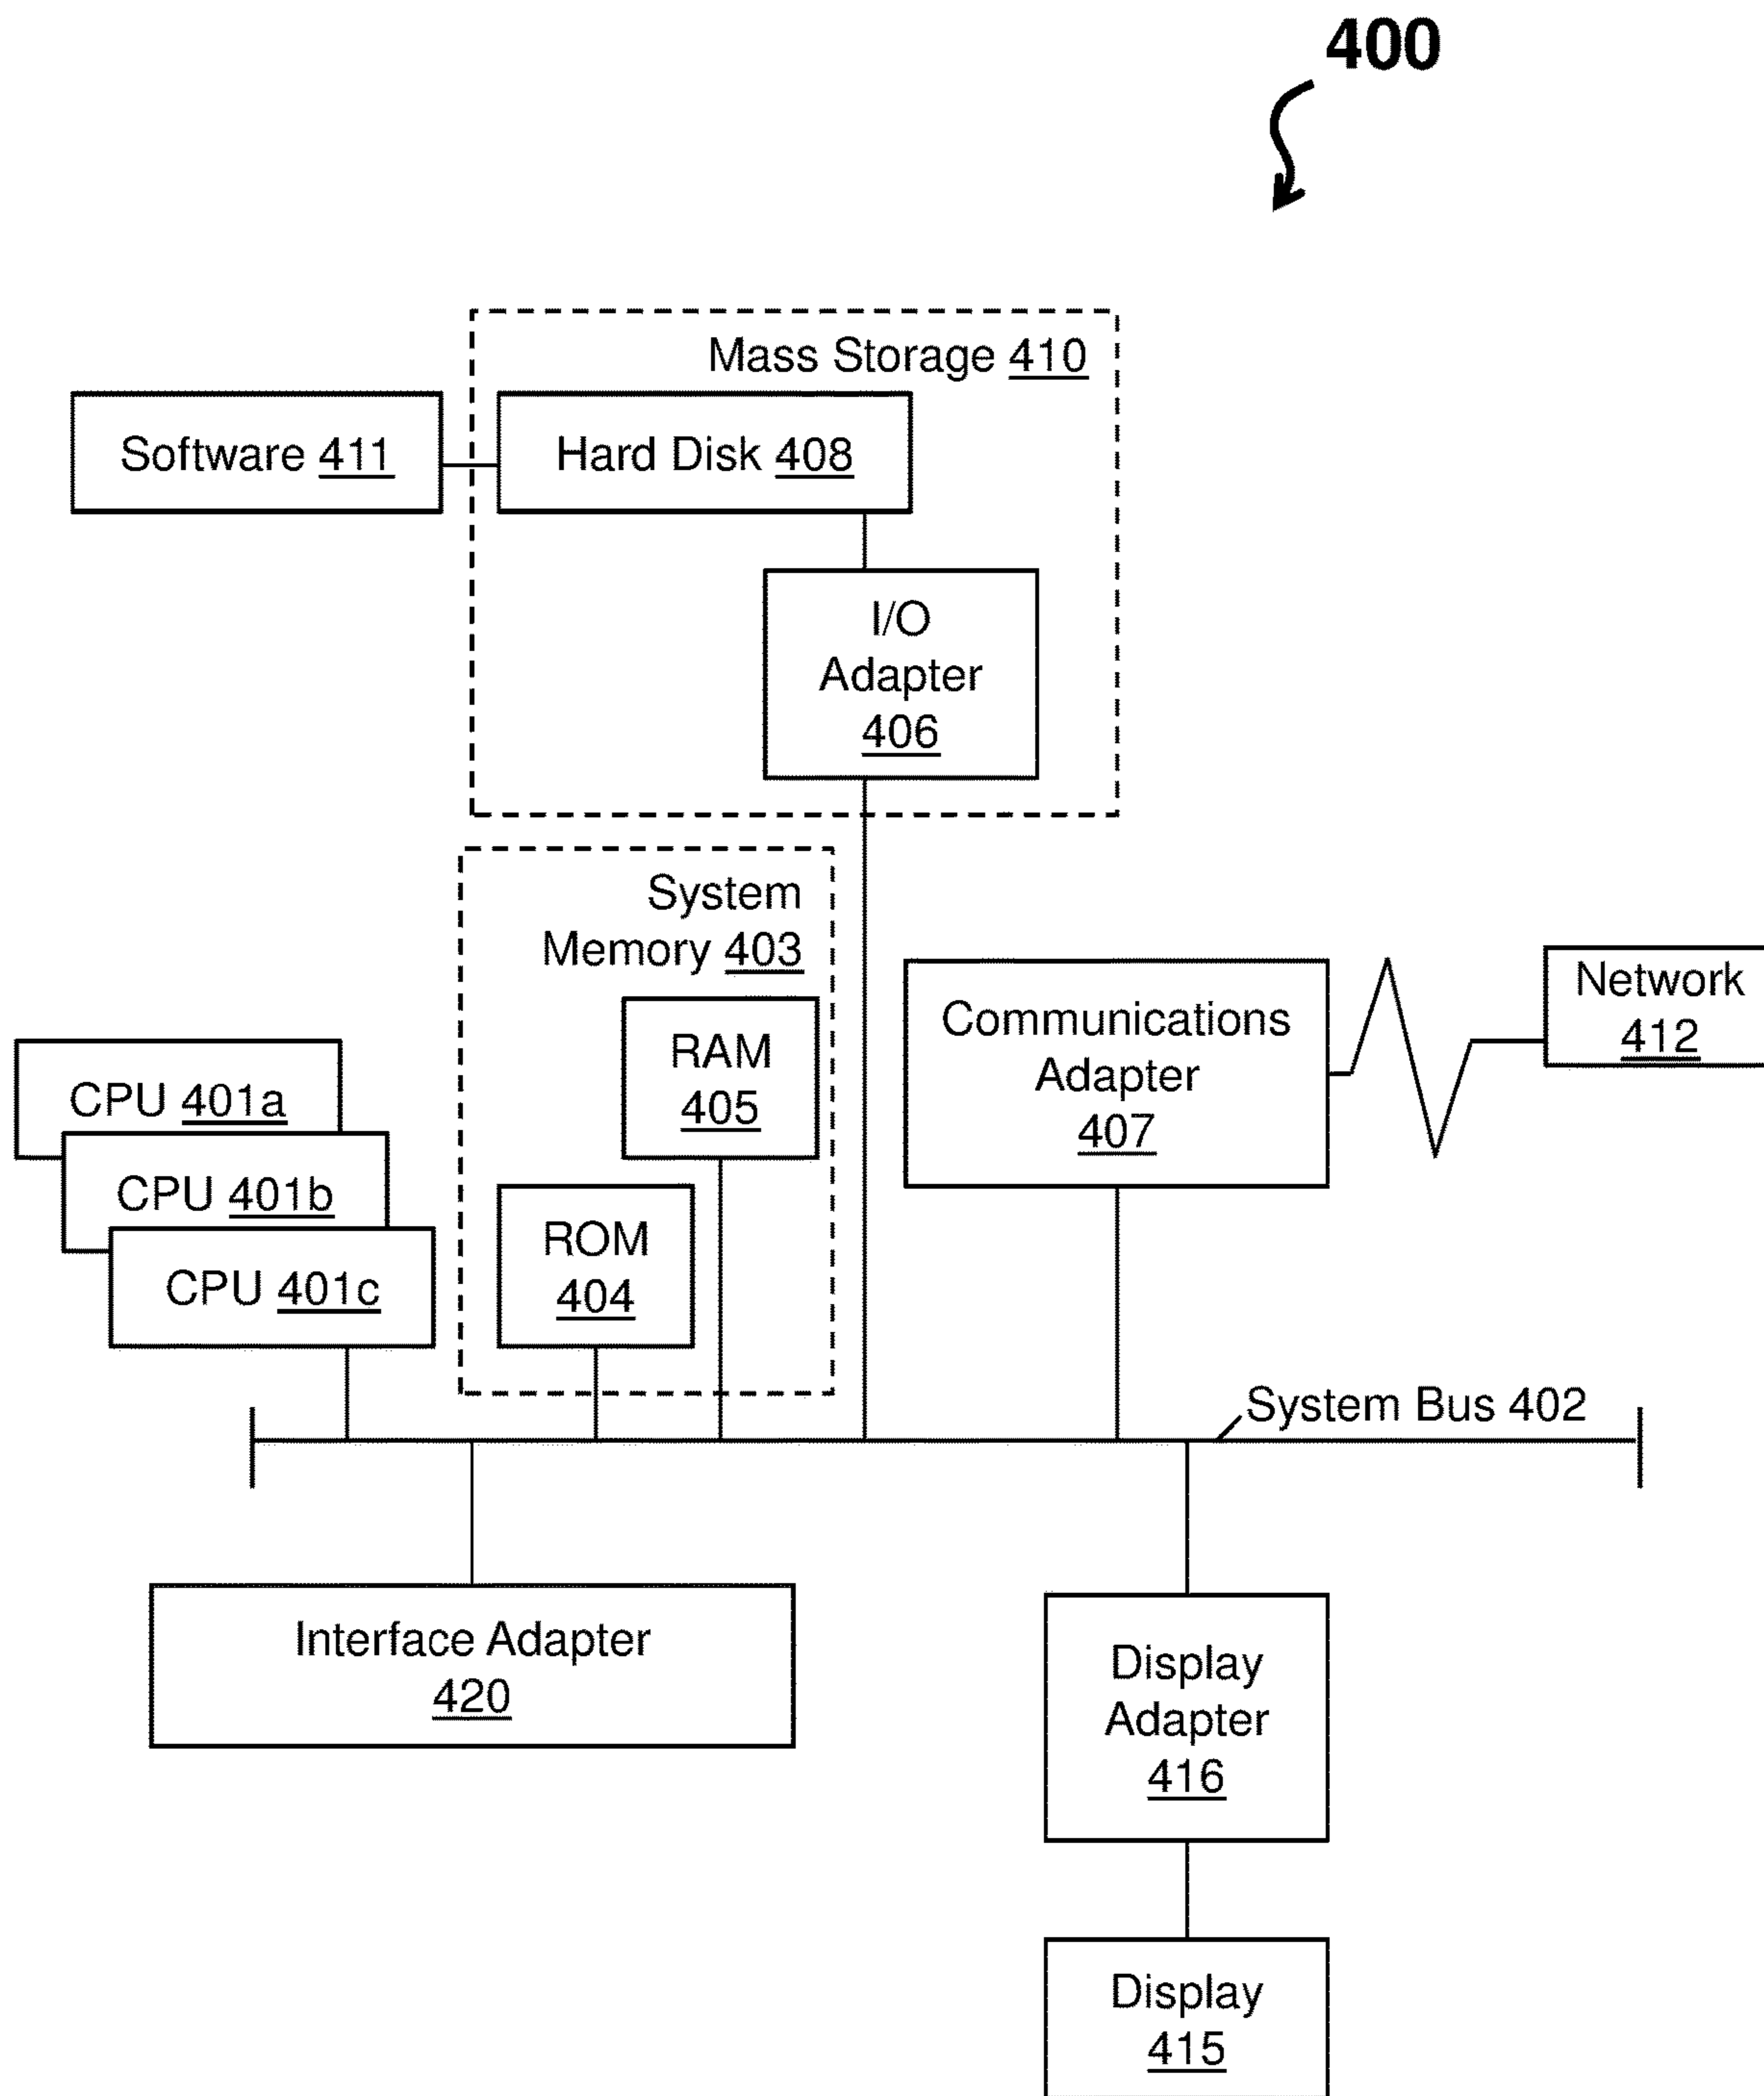 400
Mass Storage 410
Software 411
Hard Disk 408
I/O
Adapter
406
System
Memory 403
RAM
405
ROM
404
Communications
Adapter
407
Network
412
CPU 401a
CPU 401b
CPU 401c
System Bus 402
Interface Adapter
420
Display
Adapter
416
Display
415